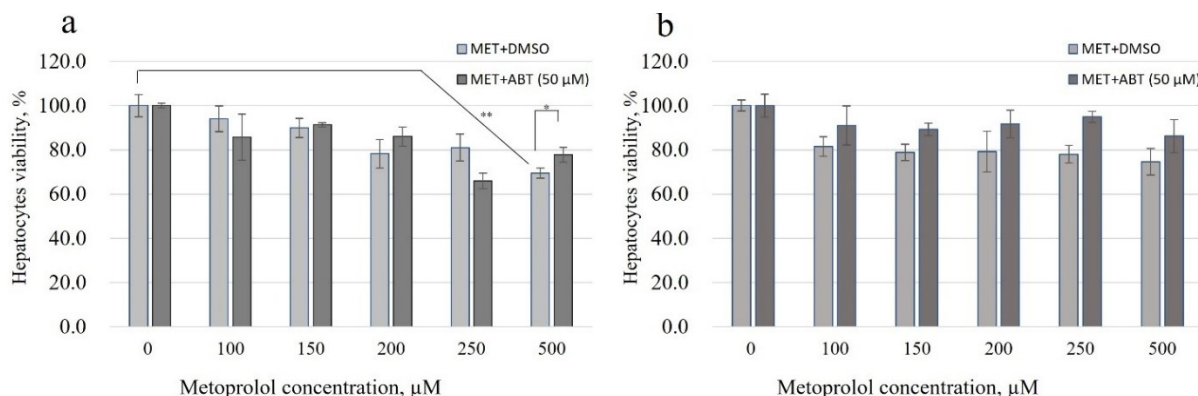 a
MET+DMSO
MET+ABT (50 µM)
120.0
100.0
80.0
60.0
40.0
20.0
0.0
Hepatocytes viability, %
**
*
0 100 150 200 250 500
Metoprolol concentration, µM
b
MET+DMSO
MET+ABT (50 µM)
120.0
100.0
80.0
60.0
40.0
20.0
0.0
Hepatocytes viability, %
0 100 150 200 250 500
Metoprolol concentration, µM